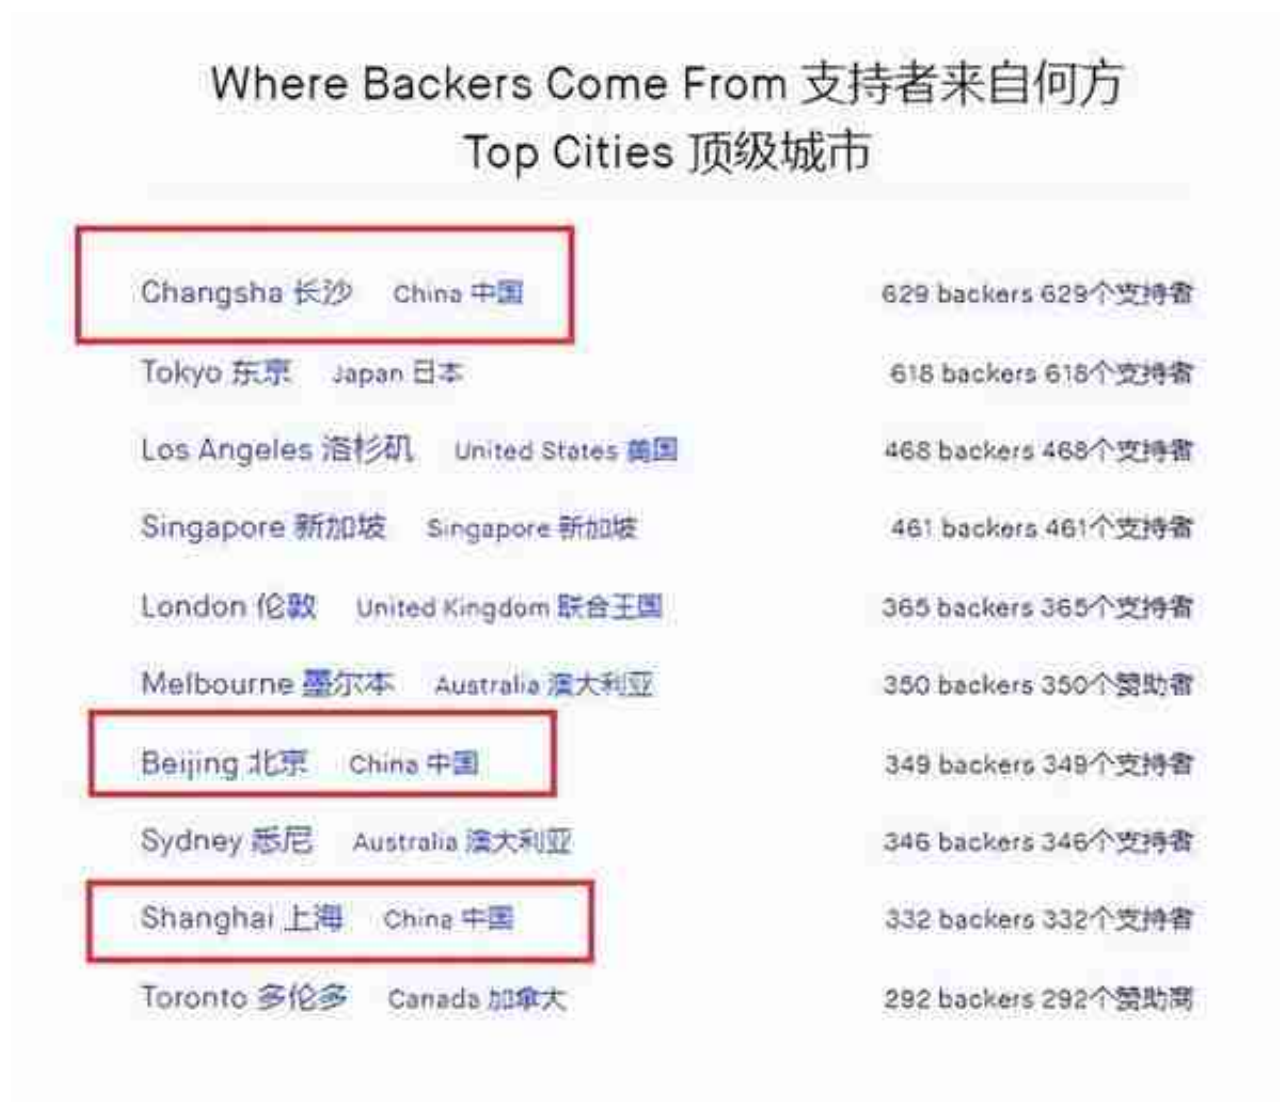 Where Backers Come From 支持者来自何方
Top Cities 顶级城市
Changsha 长沙 China 中国 629 backers 629个支持者
Tokyo 东京 Japan 日本 618 backers 618个支持者
Los Angeles 洛杉矶 United States 美国 468 backers 468个支持者
Singapore 新加坡 Singapore 新加坡 461 backers 461个支持者
London 伦敦 United Kingdom 联合王国 365 backers 365个支持者
Melbourne 墨尔本 Australia 澳大利亚 350 backers 350个赞助者
Beijing 北京 China 中国 349 backers 349个支持者
Sydney 悉尼 Australia 澳大利亚 346 backers 346个支持者
Shanghai 上海 China 中国 332 backers 332个支持者
Toronto 多伦多 Canada 加拿大 292 backers 292个赞助商